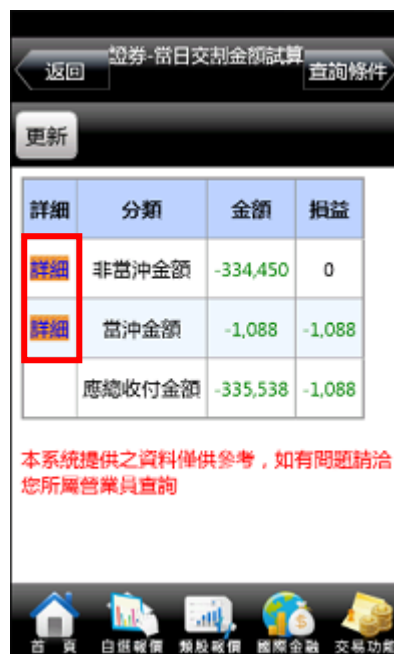 返回
證券-當日交割金額試算
查詢條件
更新
詳細 分類 金額 損益
詳細 非當沖金額 -334,450 0
詳細 當沖金額 -1,088 -1,088
應總收付金額 -335,538 -1,088
本系統提供之資料僅供參考，如有問題請洽
您所屬營業員查詢
首 頁 自選報價 類股報價 國際金融 交易功能